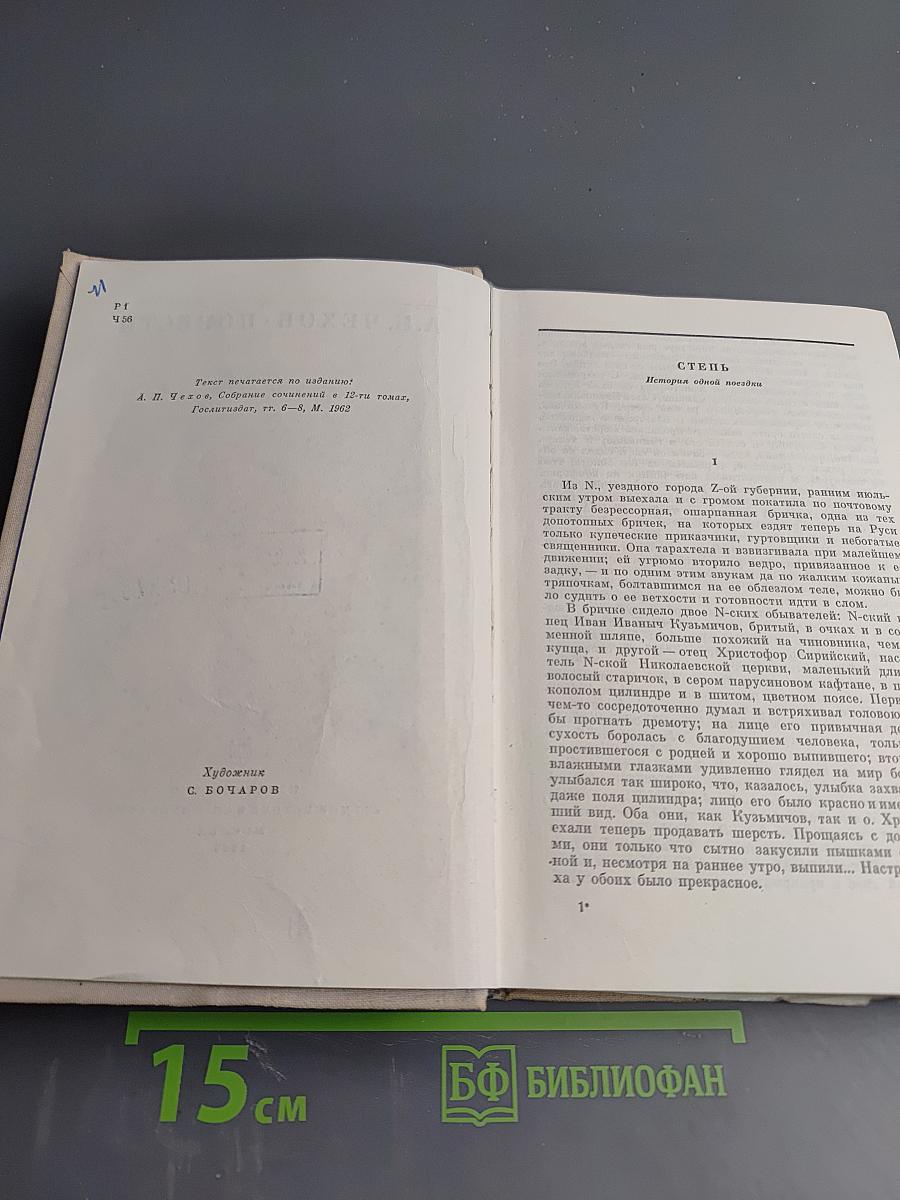 Р1
Ч56
Текст печатается по изданию:
А. П. Чехов, Собрание сочинений в 12-ти томах,
Гослитиздат, тт. 6—8, М. 1962
Художник
С. БОЧАРОВ
СТЕПЬ
История одной поездки
I
Из N., уездного города Z-ой губернии, ранним июль-
ским утром выехала и с громом покатила по почтовому
тракту безрессорная, ошарпанная бричка, одна из тех
допотопных бричек, на которых ездят теперь на Руси
только купеческие приказчики, гуртовщики и небогатые
священники. Она тарахтела и взвизгивала при малейшем
движении; ей угрюмо вторило ведро, привязанное к е
задку, — и по одним этим звукам да по жалким кожаны
тряпочкам, болтавшимся на ее облезлом теле, можно бы
ло судить о ее ветхости и готовности идти в слом.
В бричке сидело двое N-ских обывателей: N-ский к
пец Иван Иваныч Кузьмичов, бритый, в очках и в со
менной шляпе, больше похожий на чиновника, чем
купца, и другой — отец Христофор Сирийский, нас
тель N-ской Николаевской церкви, маленький дли
волосый старичок, в сером парусиновом кафтане, в ш
кополом цилиндре и в шитом, цветном поясе. Перв
чем-то сосредоточенно думал и встряхивал головою
бы прогнать дремоту; на лице его привычная де
сухость боролась с благодушием человека, толь
простившегося с родней и хорошо выпившего; вто
влажными глазками удивленно глядел на мир бо
улыбался так широко, что, казалось, улыбка захва
даже поля цилиндра; лицо его было красно и име
ший вид. Оба они, как Кузьмичов, так и о. Хр
ехали теперь продавать шерсть. Прощаясь с до
ми, они только что сытно закусили пышками
ной и, несмотря на раннее утро, выпили... Настр
ха у обоих было прекрасное.
1*
15 см
БФ БИБЛИОФАН